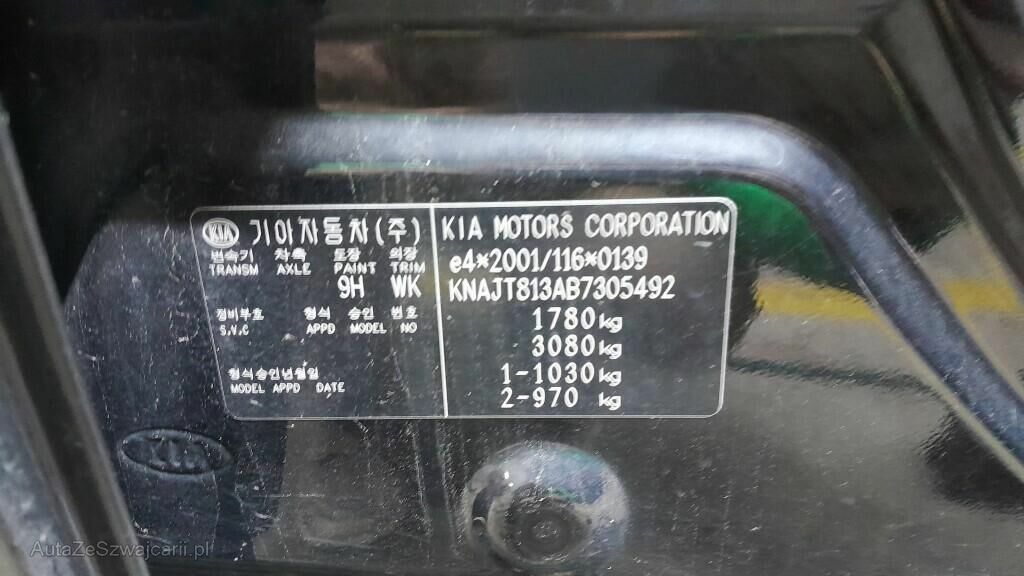 KIA 기아자동차(주)
변속기 차축 도장 의장
TRANSM AXLE PAINT TRIM
9H WK
정비부호 형식 승인 번호
S.V.C APPD MODEL NO
형식승인년월일
MODEL APPD DATE
KIA MOTORS CORPORATION
e4*2001/116*0139
KNAJT813AB7305492
1780kg
3080kg
1-1030kg
2-970 kg
KIA
AutaZeSzwajcarii.pl